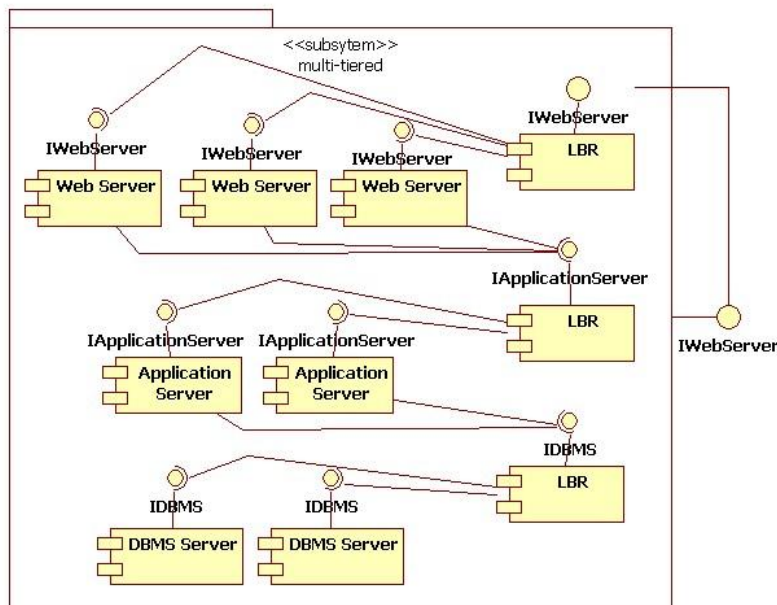 <<subsytem>>
multi-tiered
IWebServer
IWebServer
IWebServer
IWebServer
LBR
Web Server
Web Server
Web Server
IApplicationServer
LBR
IWebServer
IApplicationServer
IApplicationServer
Application
Server
Application
Server
IDBMS
LBR
IDBMS
IDBMS
DBMS Server
DBMS Server